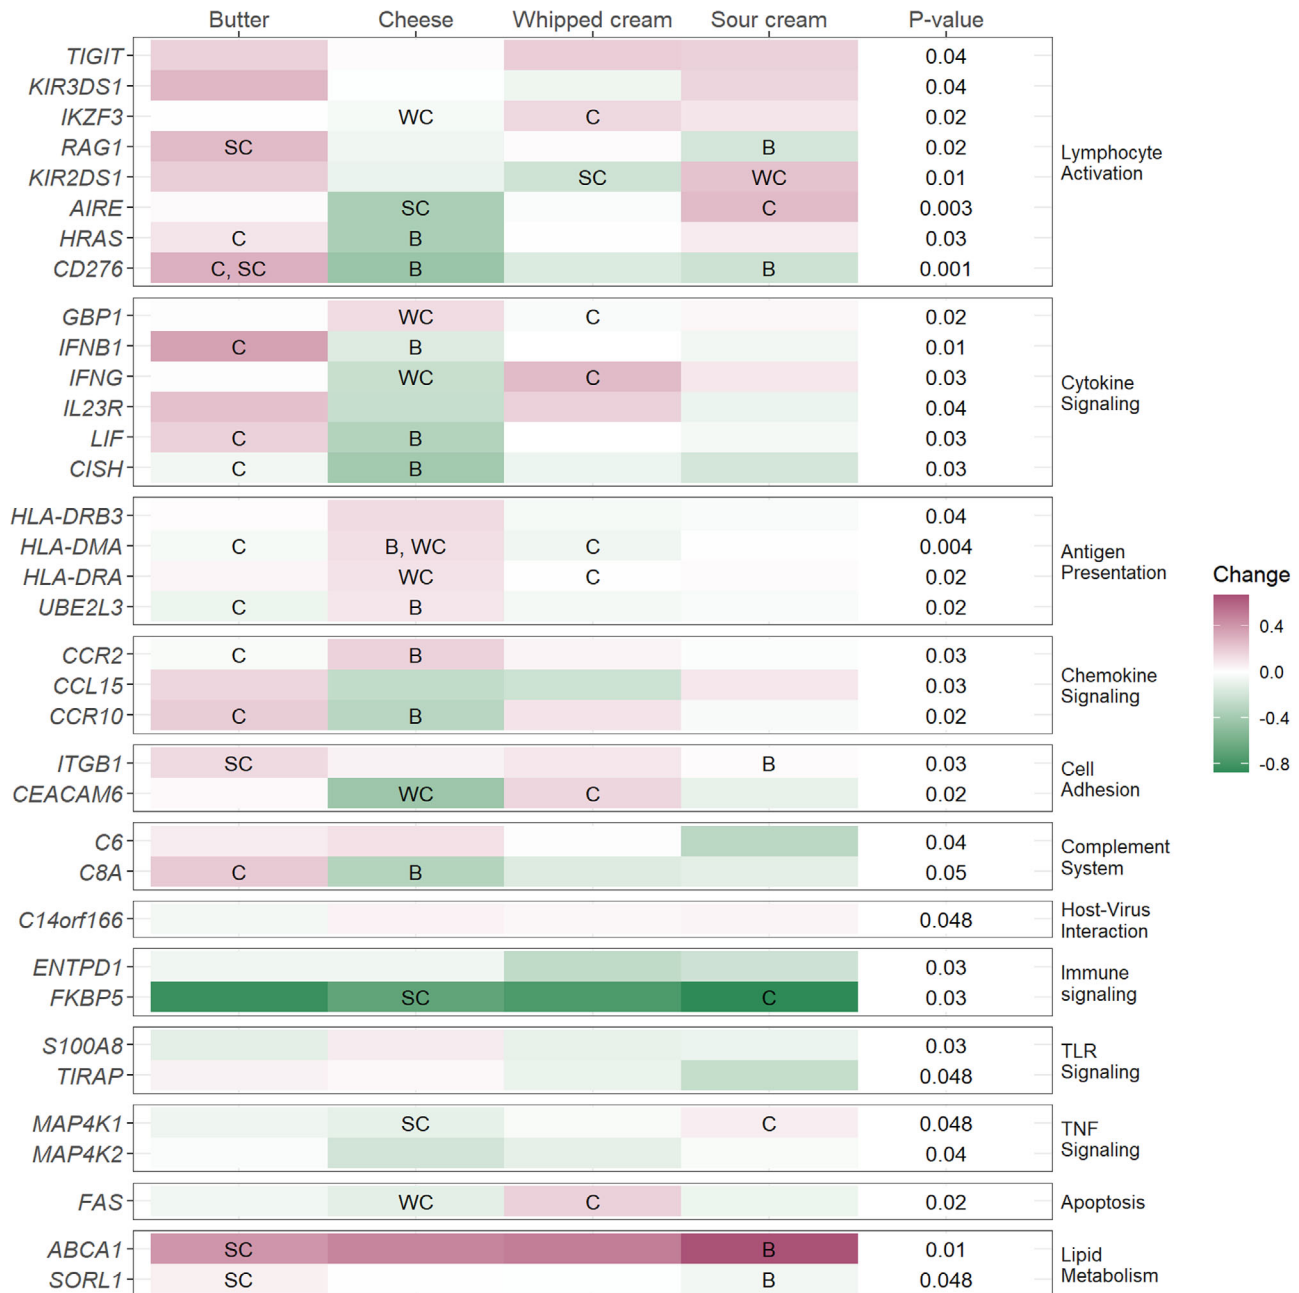 Butter Cheese Whipped cream Sour cream P-value
TIGIT 0.04
KIR3DS1 0.04
IKZF3 WC C 0.02
RAG1 SC B 0.02
KIR2DS1 SC WC 0.01
AIRE SC C 0.003
HRAS C B 0.03
CD276 C, SC B B 0.001
Lymphocyte
Activation
GBP1 WC C 0.02
IFNB1 C B 0.01
IFNG WC C 0.03
IL23R 0.04
LIF C B 0.03
CISH C B 0.03
Cytokine
Signaling
HLA-DRB3 0.04
HLA-DMA C B, WC C 0.004
HLA-DRA WC C 0.02
UBE2L3 C B 0.02
Antigen
Presentation
CCR2 C B 0.03
CCL15 0.03
CCR10 C B 0.02
Chemokine
Signaling
ITGB1 SC B 0.03
CEACAM6 WC C 0.02
Cell
Adhesion
C6 0.04
C8A C B 0.05
Complement
System
C14orf166 0.048
Host-Virus
Interaction
ENTPD1 0.03
FKBP5 SC C 0.03
Immune
signaling
S100A8 0.03
TIRAP 0.048
TLR
Signaling
MAP4K1 SC C 0.048
MAP4K2 0.04
TNF
Signaling
FAS WC C 0.02
Apoptosis
ABCA1 SC B 0.01
SORL1 SC B 0.048
Lipid
Metabolism
Change
0.4
0.0
-0.4
-0.8